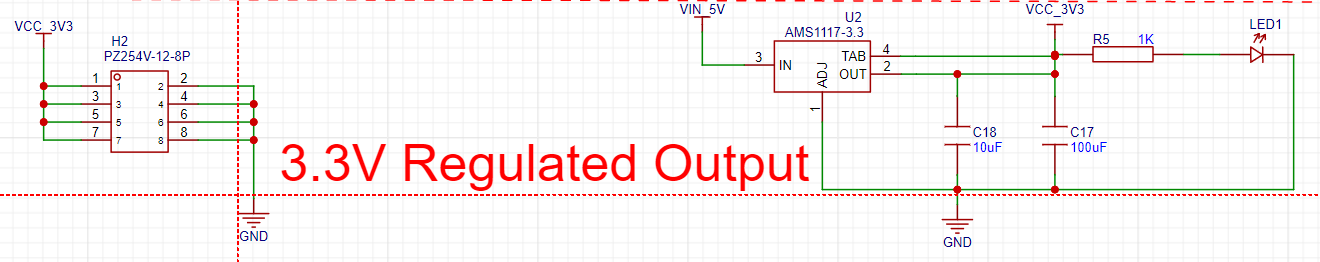 VCC_3V3
H2
PZ254V-12-8P
1 1 2 2
3 3 4 4
5 5 6 6
7 7 8 8
GND
3.3V Regulated Output
VIN_5V
U2
AMS1117-3.3
3 IN TAB 4
OUT 2
ADJ
1
VCC_3V3
R5 1K
LED1
C18
10uF
C17
100uF
GND